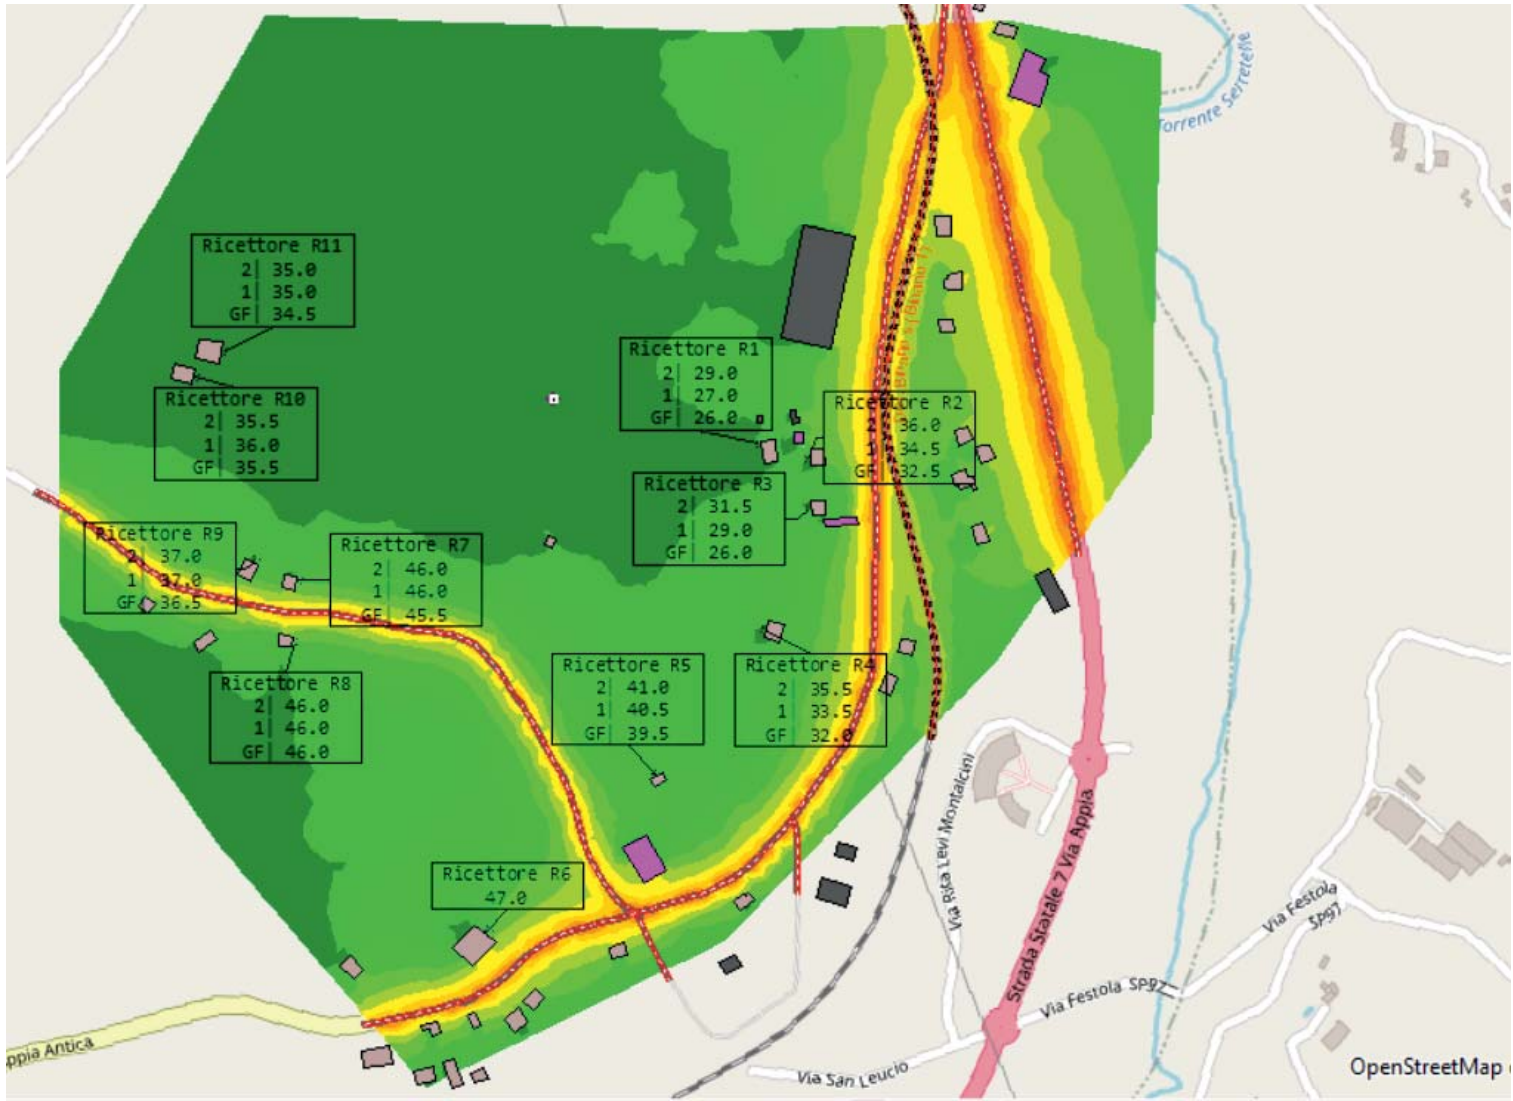 Torrente Serretelle
Ricettore R11
2| 35.0
1| 35.0
GF| 34.5
Ricettore R1
2| 29.0
1| 27.0
GF| 26.0
Ricettore R10
2| 35.5
1| 36.0
GF| 35.5
Ricettore R2
2| 36.0
1| 34.5
GF| 32.5
Ricettore R3
2| 31.5
1| 29.0
GF| 26.0
Ricettore R9
2| 37.0
1| 37.0
GF| 36.5
Ricettore R7
2| 46.0
1| 46.0
GF| 45.5
Ricettore R5
2| 41.0
1| 40.5
GF| 39.5
Ricettore R4
2| 35.5
1| 33.5
GF| 32.0
Ricettore R8
2| 46.0
1| 46.0
GF| 46.0
Ricettore R6
47.0
Via Rita Levi Montalcini
Strada Statale 7 Via Appia
Via Festola
SP97
Via Festola SP97
Via San Leucio
ppia Antica
OpenStreetMap